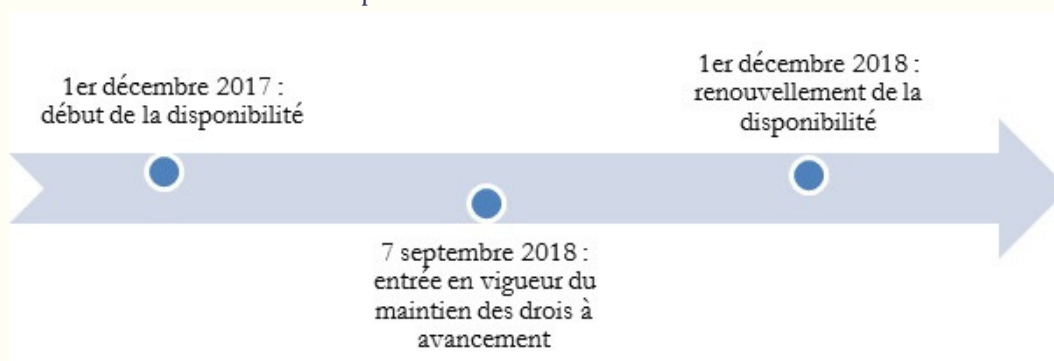 1er décembre 2017 :
début de la disponibilité
1er décembre 2018 :
renouvellement de la
disponibilité
7 septembre 2018 :
entrée en vigueur du
maintien des drois à
avancement